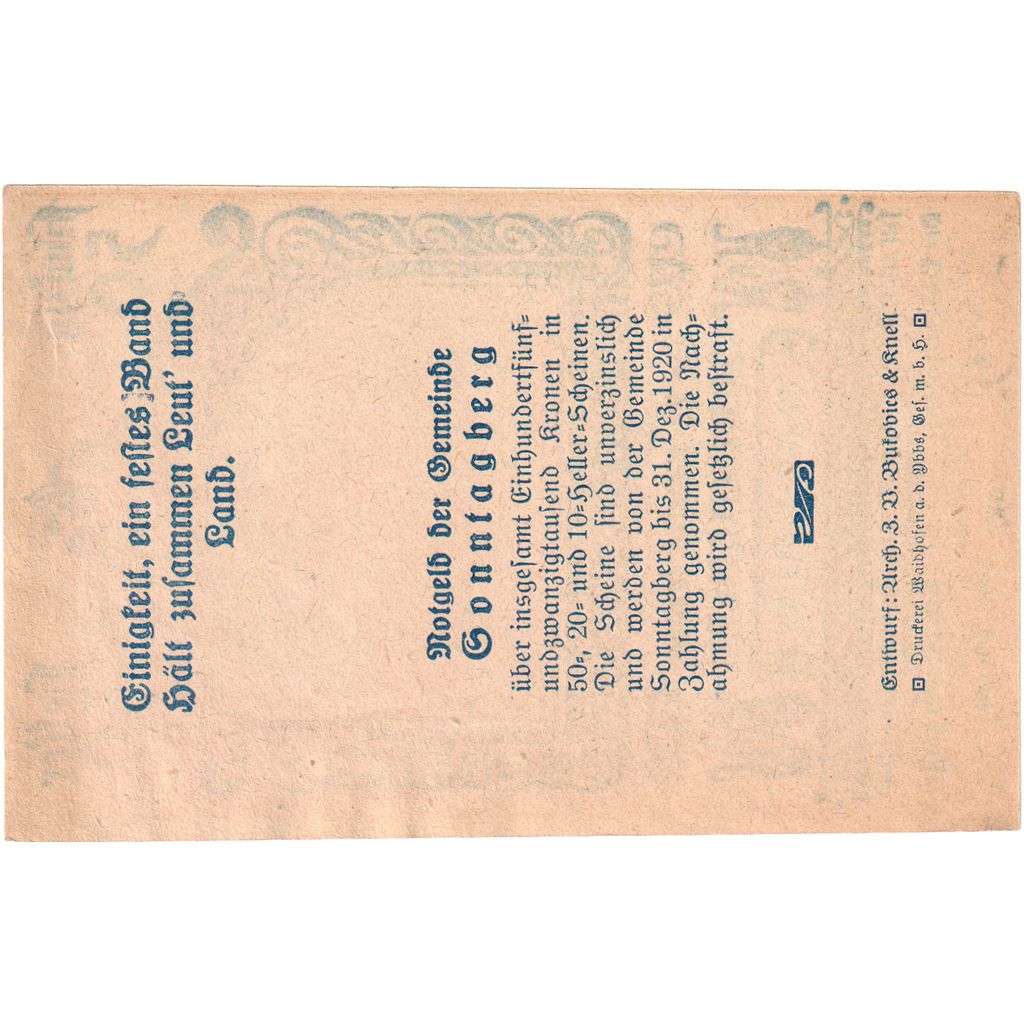 Einigkeit, ein festes Band
Hält zusammen Leut' und
Land.
Notgeld der Gemeinde
Sontagberg
über insgesamt Einhundertfünf=
undzwanzigtausend Kronen in
50=, 20= und 10=Heller=Scheinen.
Die Scheine sind unverzinslich
und werden von der Gemeinde
Sonntagberg bis 31. Dez. 1920 in
Zahlung genommen. Die Nach=
ahmung wird gesetzlich bestraft.
Entwurf: Arch. Z. V. Bukovics & Knell.
Druckerei Waidhofen a. d. Ybbs, Ges. m. b. H.